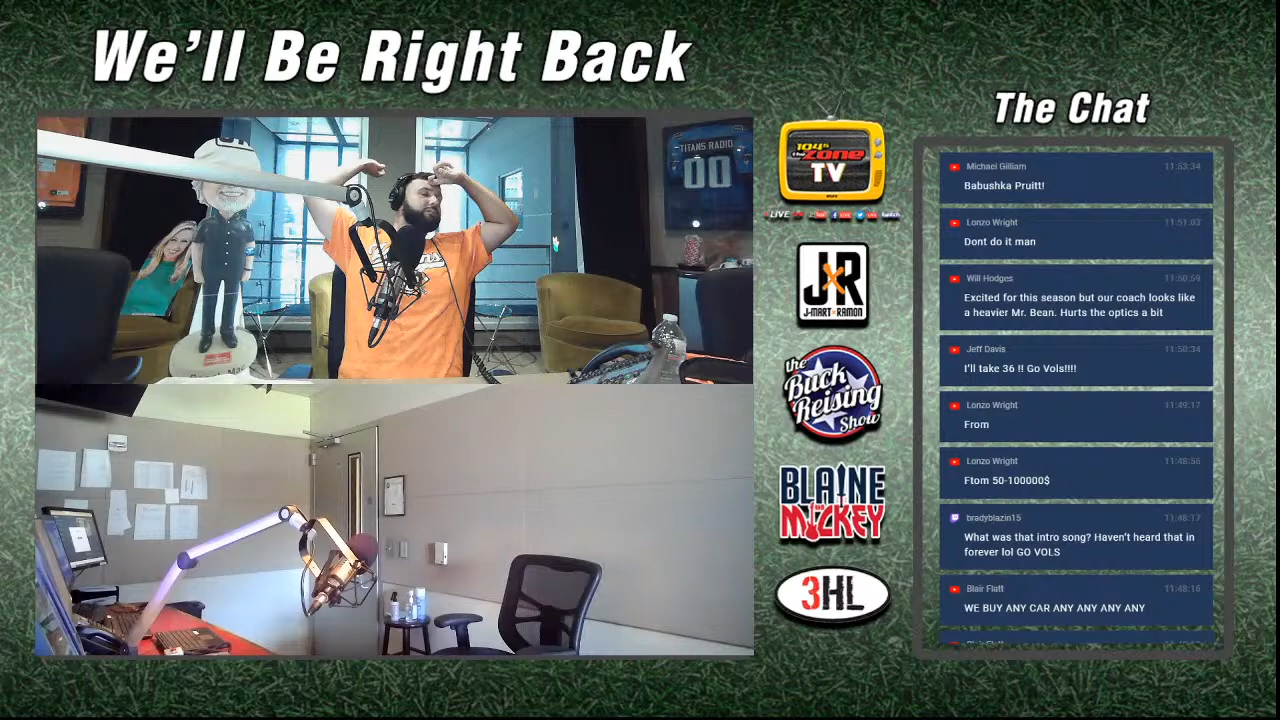 We'll Be Right Back
The Chat
TITANS RADIO
00
104.5
the ZONE
TV
LIVE
JxR
J-MART × RAMON
the
Buck
Reising
Show
BLAINE
AND
MICKEY
3HL
Michael Gilliam 11:53:34
Babushka Pruitt!
Lonzo Wright 11:51:03
Dont do it man
Will Hodges 11:50:59
Excited for this season but our coach looks like
a heavier Mr. Bean. Hurts the optics a bit
Jeff Davis 11:50:34
I'll take 36 !! Go Vols!!!!
Lonzo Wright 11:49:17
From
Lonzo Wright 11:48:56
Ftom 50-100000$
bradyblazin15 11:48:17
What was that intro song? Haven't heard that in
forever lol GO VOLS
Blair Flatt 11:48:16
WE BUY ANY CAR ANY ANY ANY ANY